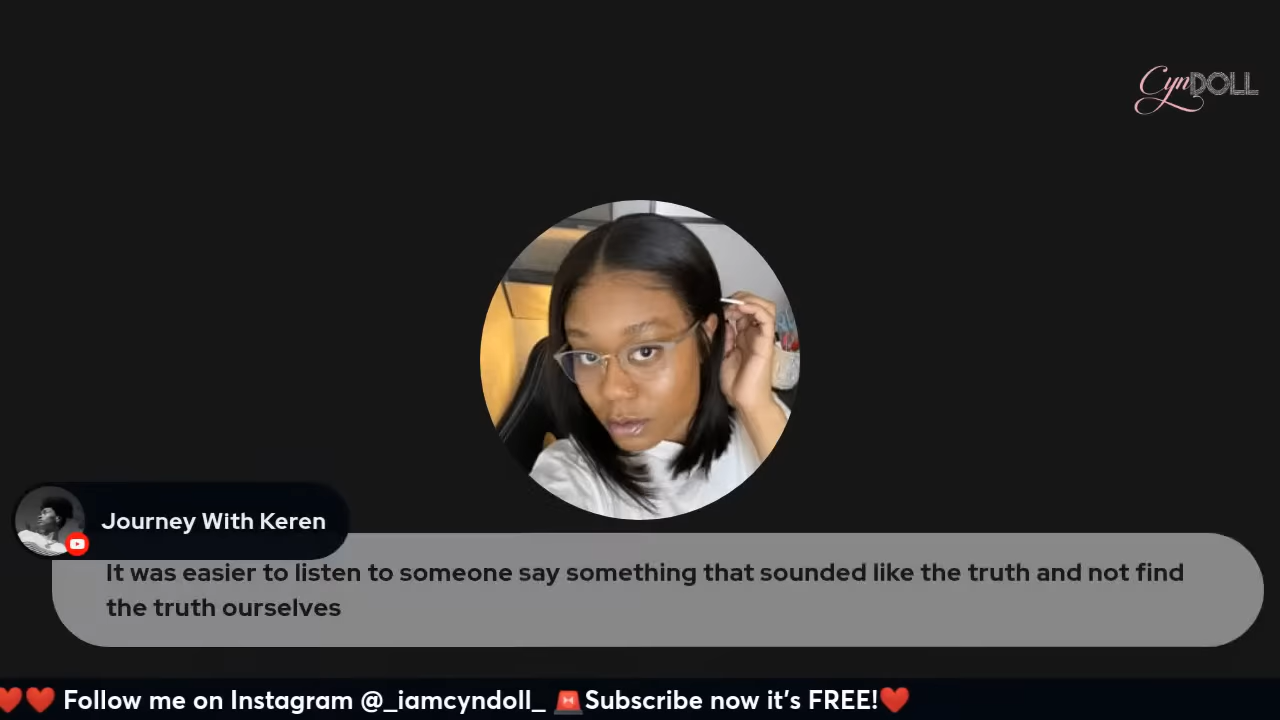 CynDOLL
Journey With Keren
It was easier to listen to someone say something that sounded like the truth and not find
the truth ourselves
❤️❤️ Follow me on Instagram @_iamcyndoll_ 🚨Subscribe now it's FREE!❤️